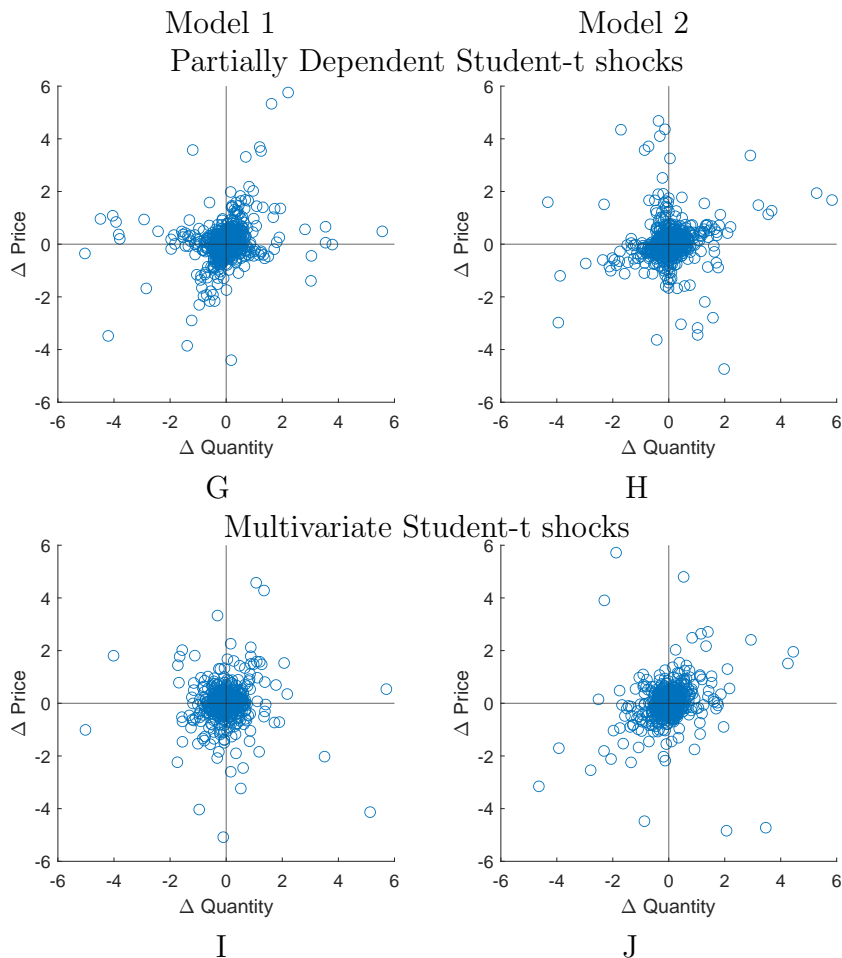 Model 1 Model 2
Partially Dependent Student-t shocks
6 6
4 4
2 2
Δ Price 0 Δ Price 0
-2 -2
-4 -4
-6 -6
-6 -4 -2 0 2 4 6 -6 -4 -2 0 2 4 6
Δ Quantity Δ Quantity
G H
Multivariate Student-t shocks
6 6
4 4
2 2
Δ Price 0 Δ Price 0
-2 -2
-4 -4
-6 -6
-6 -4 -2 0 2 4 6 -6 -4 -2 0 2 4 6
Δ Quantity Δ Quantity
I J